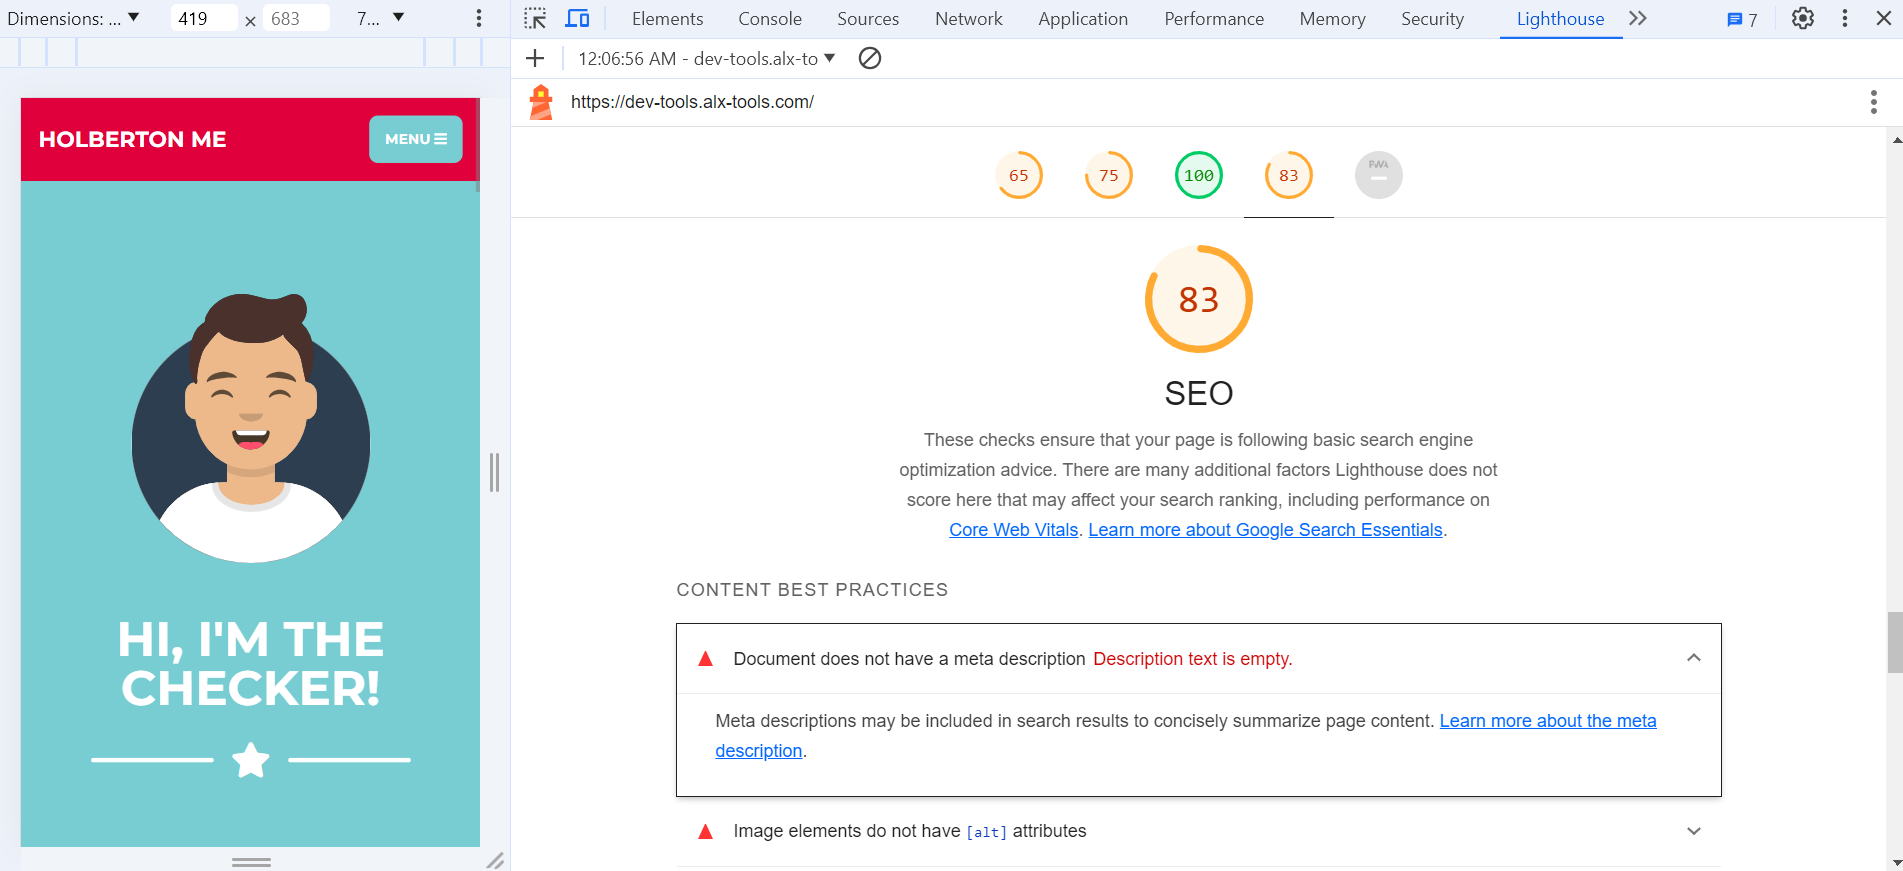 Dimensions: ...
419 × 683
7...
Elements Console Sources Network Application Performance Memory Security Lighthouse
7
12:06:56 AM - dev-tools.alx-to
https://dev-tools.alx-tools.com/
HOLBERTON ME
MENU
HI, I'M THE
CHECKER!
65 75 100 83
PWA
83
SEO
These checks ensure that your page is following basic search engine
optimization advice. There are many additional factors Lighthouse does not
score here that may affect your search ranking, including performance on
Core Web Vitals. Learn more about Google Search Essentials.
CONTENT BEST PRACTICES
Document does not have a meta description Description text is empty.
Meta descriptions may be included in search results to concisely summarize page content. Learn more about the meta
description.
Image elements do not have [alt] attributes